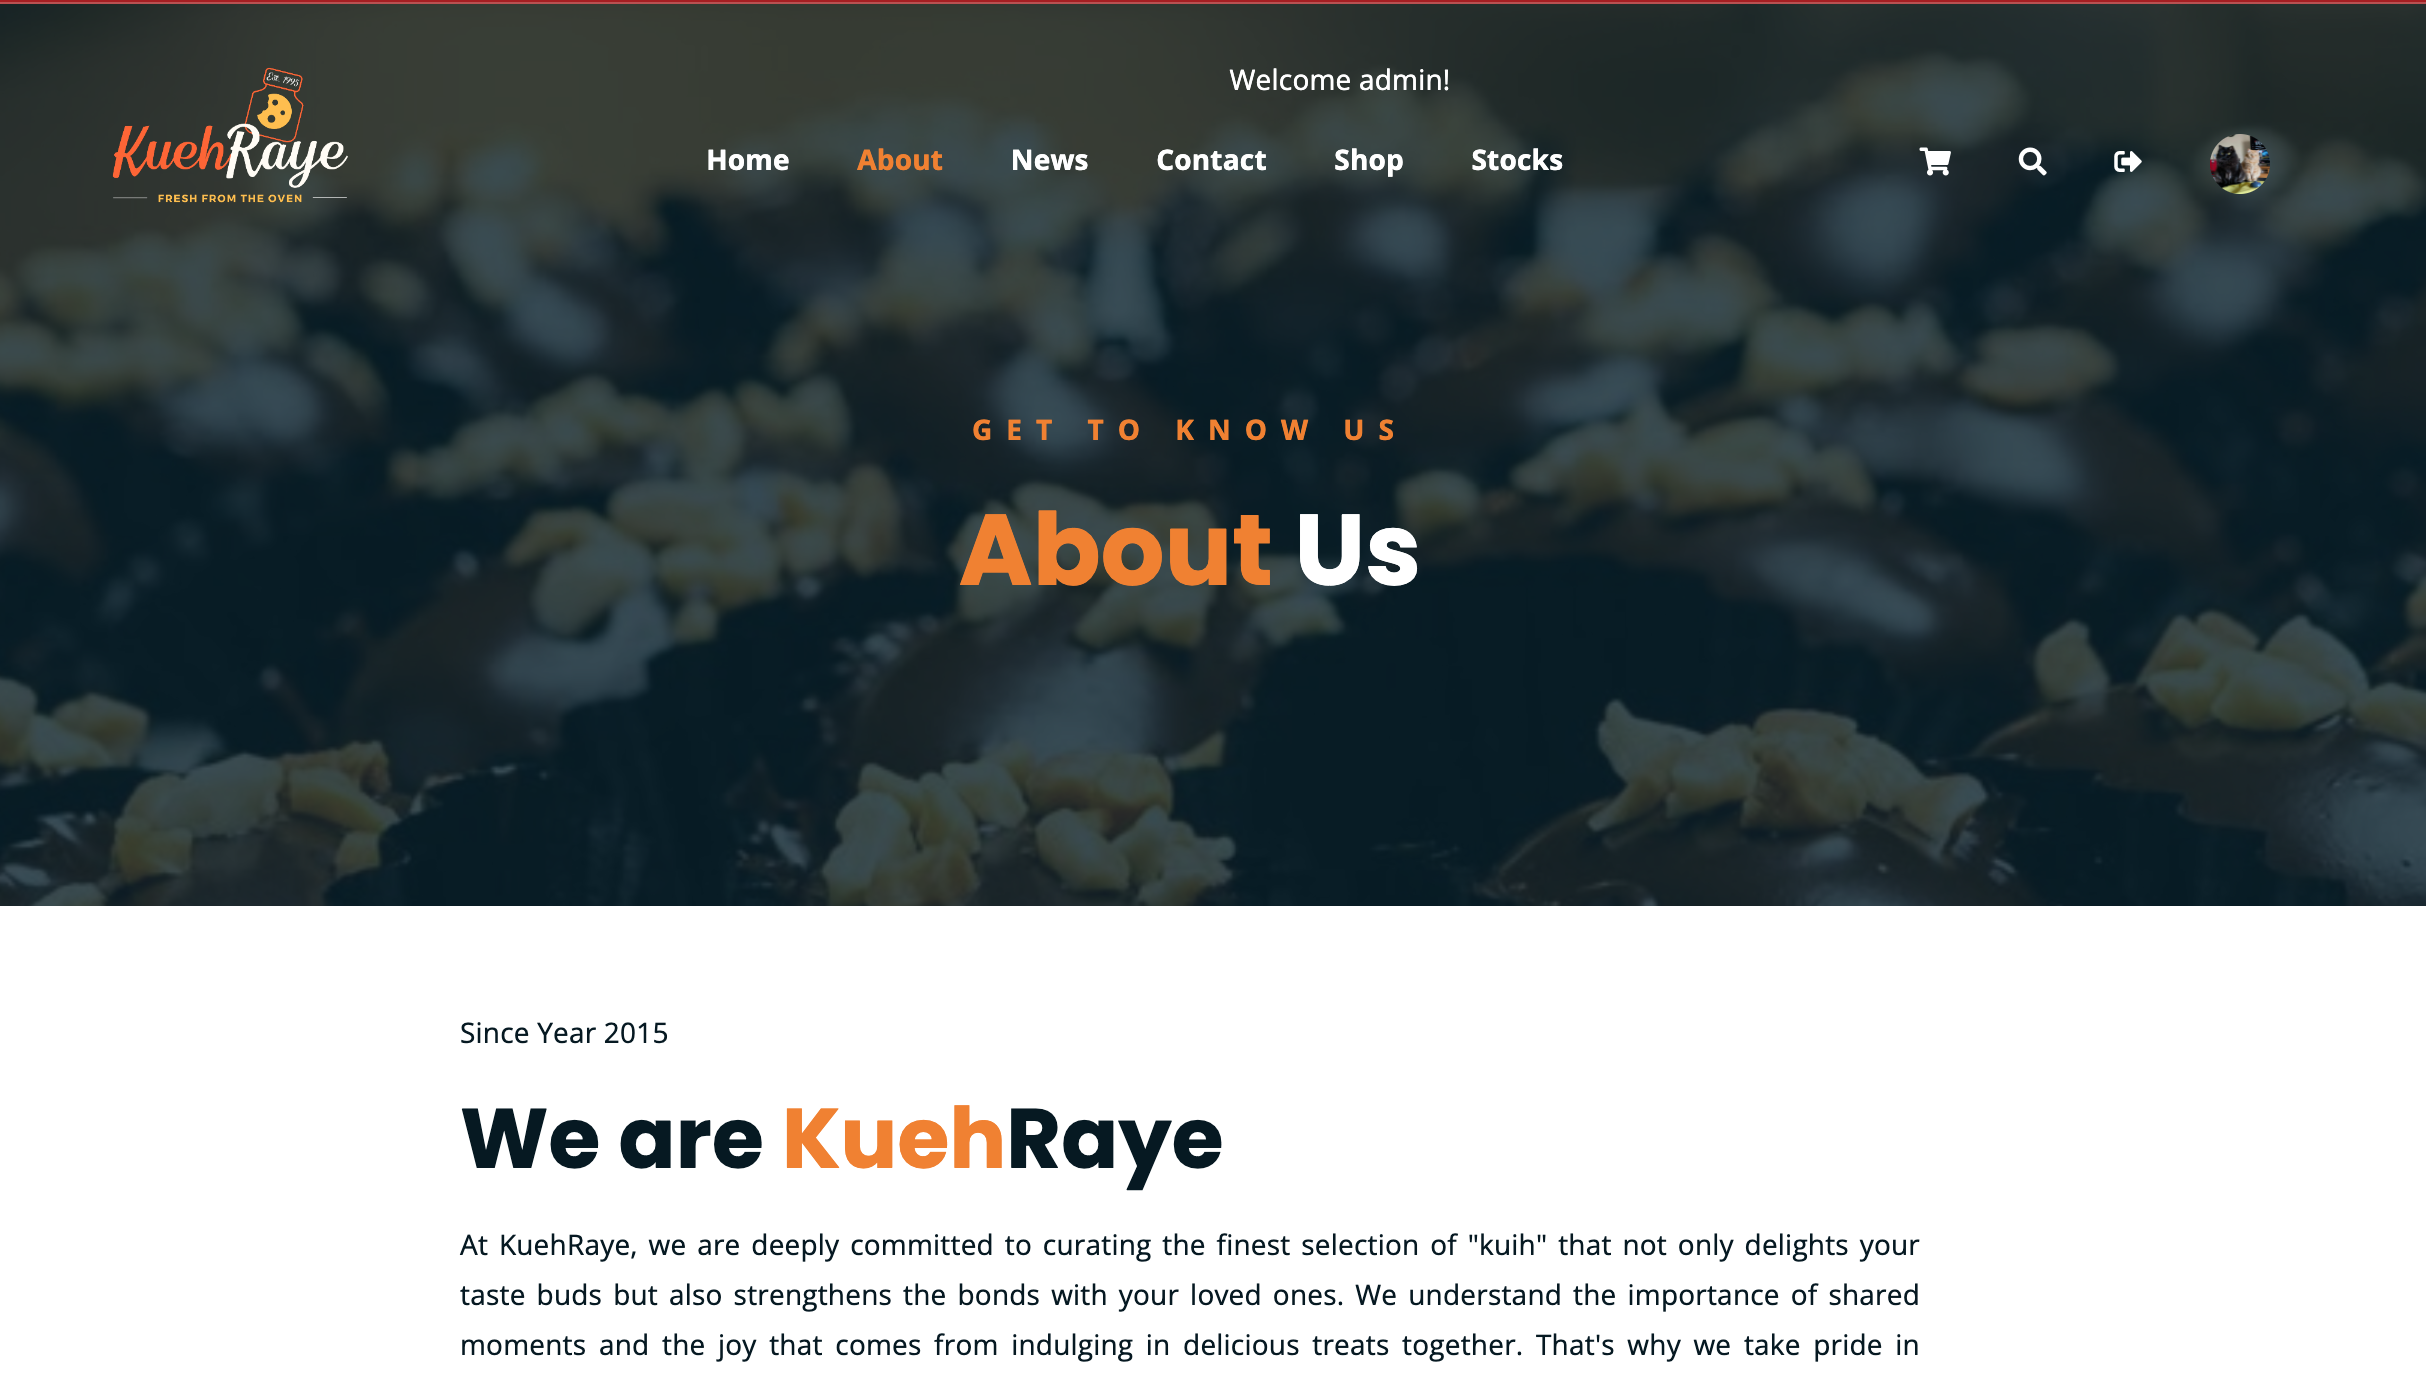 Est. 1995
Welcome admin!
KuehRaye
FRESH FROM THE OVEN
Home About News Contact Shop Stocks
GET TO KNOW US
About Us
Since Year 2015
We are KuehRaye
At KuehRaye, we are deeply committed to curating the finest selection of "kuih" that not only delights your
taste buds but also strengthens the bonds with your loved ones. We understand the importance of shared
moments and the joy that comes from indulging in delicious treats together. That's why we take pride in